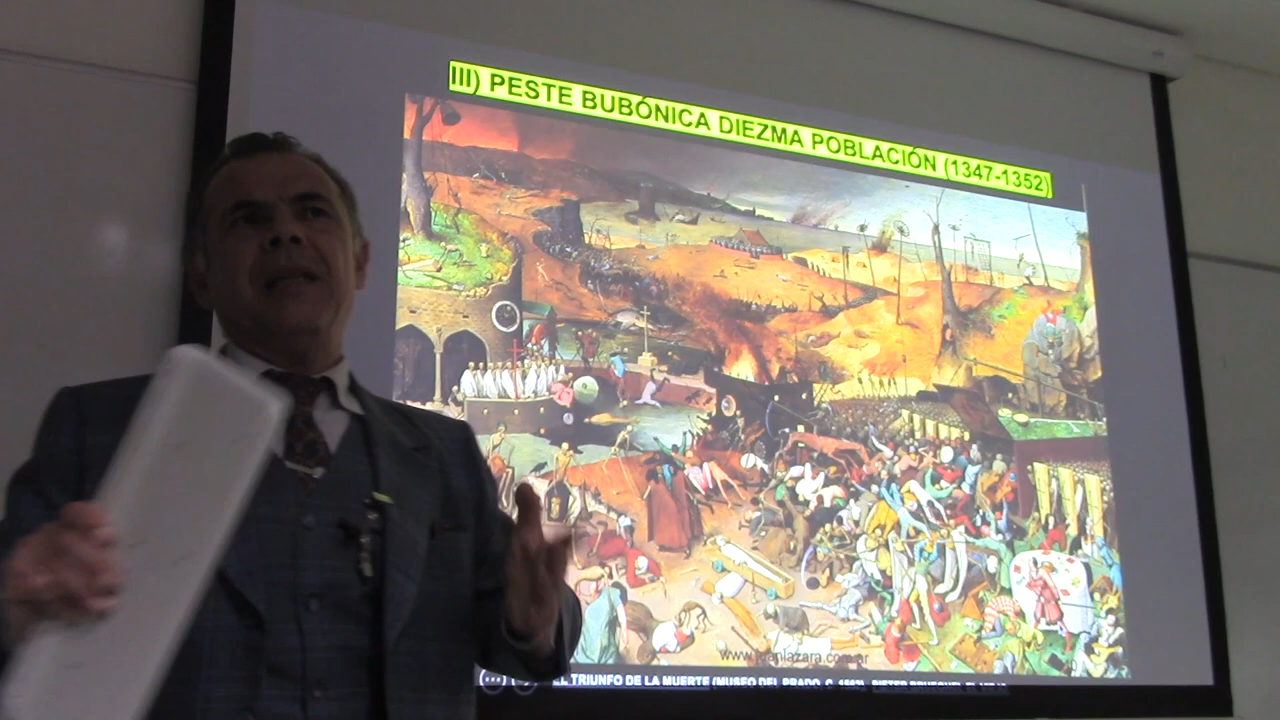 III) PESTE BUBÓNICA DIEZMA POBLACIÓN (1347-1352)
www.juanlazara.com.ar
EL TRIUNFO DE LA MUERTE (MUSEO DEL PRADO, C. 1562)